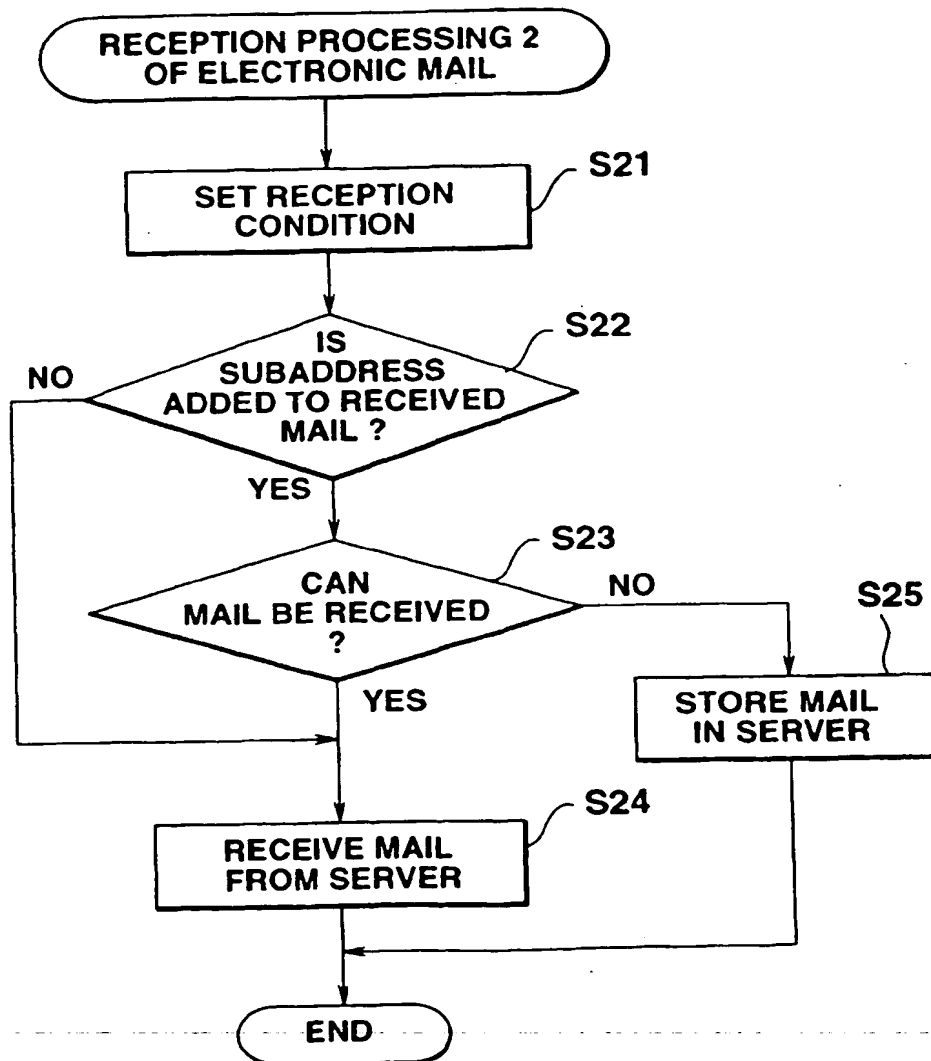 RECEPTION PROCESSING 2
OF ELECTRONIC MAIL
S21
SET RECEPTION
CONDITION
S22
IS
SUBADDRESS
ADDED TO RECEIVED
MAIL ?
NO
YES
S23
CAN
MAIL BE RECEIVED
?
NO
YES
S25
STORE MAIL
IN SERVER
S24
RECEIVE MAIL
FROM SERVER
END